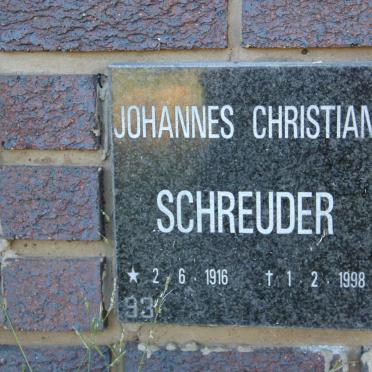 JOHANNES CHRISTIAN
SCHREUDER
★ 2 6 1916 † 1 2 1998
93